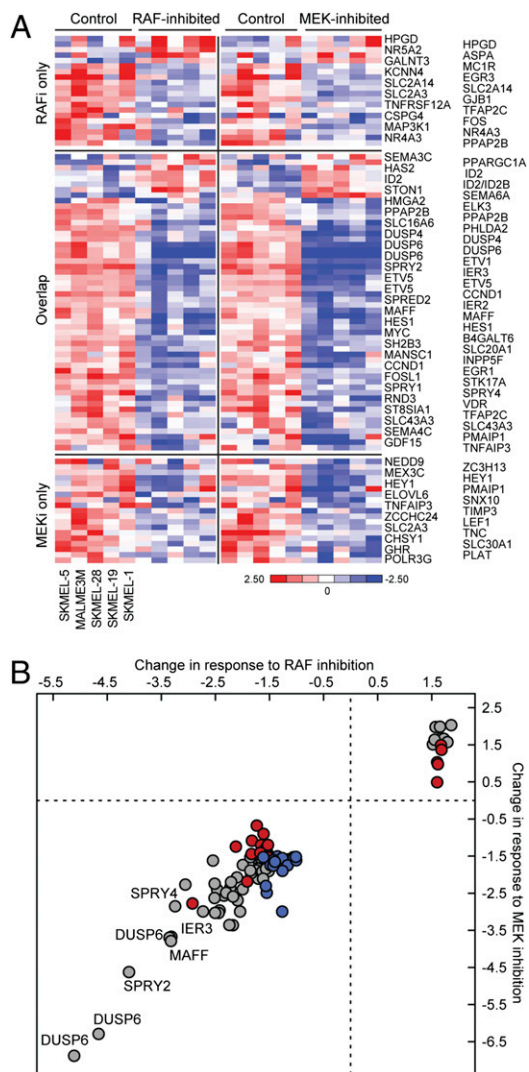 A
Control RAF-inhibited Control MEK-inhibited
RAFi only
HPGD
NR5A2
GALNT3
KCNN4
SLC2A14
SLC2A3
TNFRSF12A
CSPG4
MAP3K1
NR4A3
HPGD
ASPA
MC1R
EGR3
SLC2A14
GJB1
TFAP2C
FOS
NR4A3
PPAP2B
Overlap
SEMA3C
HAS2
ID2
STON1
HMGA2
PPAP2B
SLC16A6
DUSP4
DUSP6
DUSP6
SPRY2
ETV5
ETV5
SPRED2
MAFF
HES1
MYC
SH2B3
MANSC1
CCND1
FOSL1
SPRY1
RND3
ST8SIA1
SLC43A3
SEMA4C
GDF15
PPARGC1A
ID2
ID2/ID2B
SEMA6A
ELK3
PPAP2B
PHLDA2
DUSP4
DUSP6
ETV1
IER3
ETV5
CCND1
IER2
MAFF
HES1
B4GALT6
SLC20A1
INPP5F
EGR1
STK17A
SPRY4
VDR
TFAP2C
SLC43A3
PMAIP1
TNFAIP3
MEKi only
NEDD9
MEX3C
HEY1
ELOVL6
TNFAIP3
ZCCHC24
SLC2A3
CHSY1
GHR
POLR3G
ZC3H13
HEY1
PMAIP1
SNX10
TIMP3
LEF1
TNC
SLC30A1
PLAT
SKMEL-5
MALME3M
SKMEL-28
SKMEL-19
SKMEL-1
2.50 0 -2.50
B
Change in response to RAF inhibition
-5.5 -4.5 -3.5 -2.5 -1.5 -0.5 0.5 1.5
2.5
1.5
0.5
-0.5
-1.5
-2.5
-3.5
-4.5
-5.5
-6.5
Change in response to MEK inhibition
SPRY4
IER3
DUSP6
MAFF
SPRY2
DUSP6
DUSP6